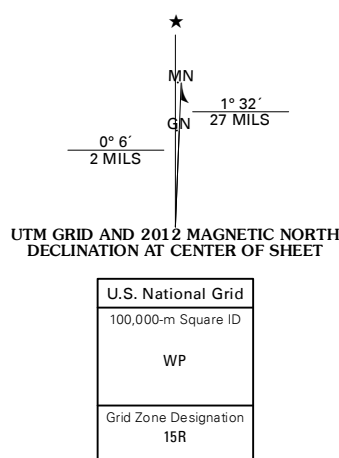 ★
MN
GN
1° 32´
27 MILS
0° 6´
2 MILS
UTM GRID AND 2012 MAGNETIC NORTH
DECLINATION AT CENTER OF SHEET
U.S. National Grid
100,000-m Square ID
WP
Grid Zone Designation
15R